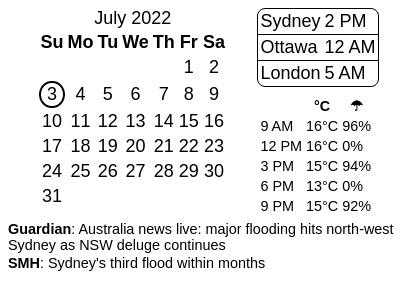 July 2022
Su Mo Tu We Th Fr Sa
1 2
3 4 5 6 7 8 9
10 11 12 13 14 15 16
17 18 19 20 21 22 23
24 25 26 27 28 29 30
31
Sydney 2 PM
Ottawa 12 AM
London 5 AM
°C ☂
9 AM 16°C 96%
12 PM 16°C 0%
3 PM 15°C 94%
6 PM 13°C 0%
9 PM 15°C 92%
Guardian: Australia news live: major flooding hits north-west
Sydney as NSW deluge continues
SMH: Sydney's third flood within months